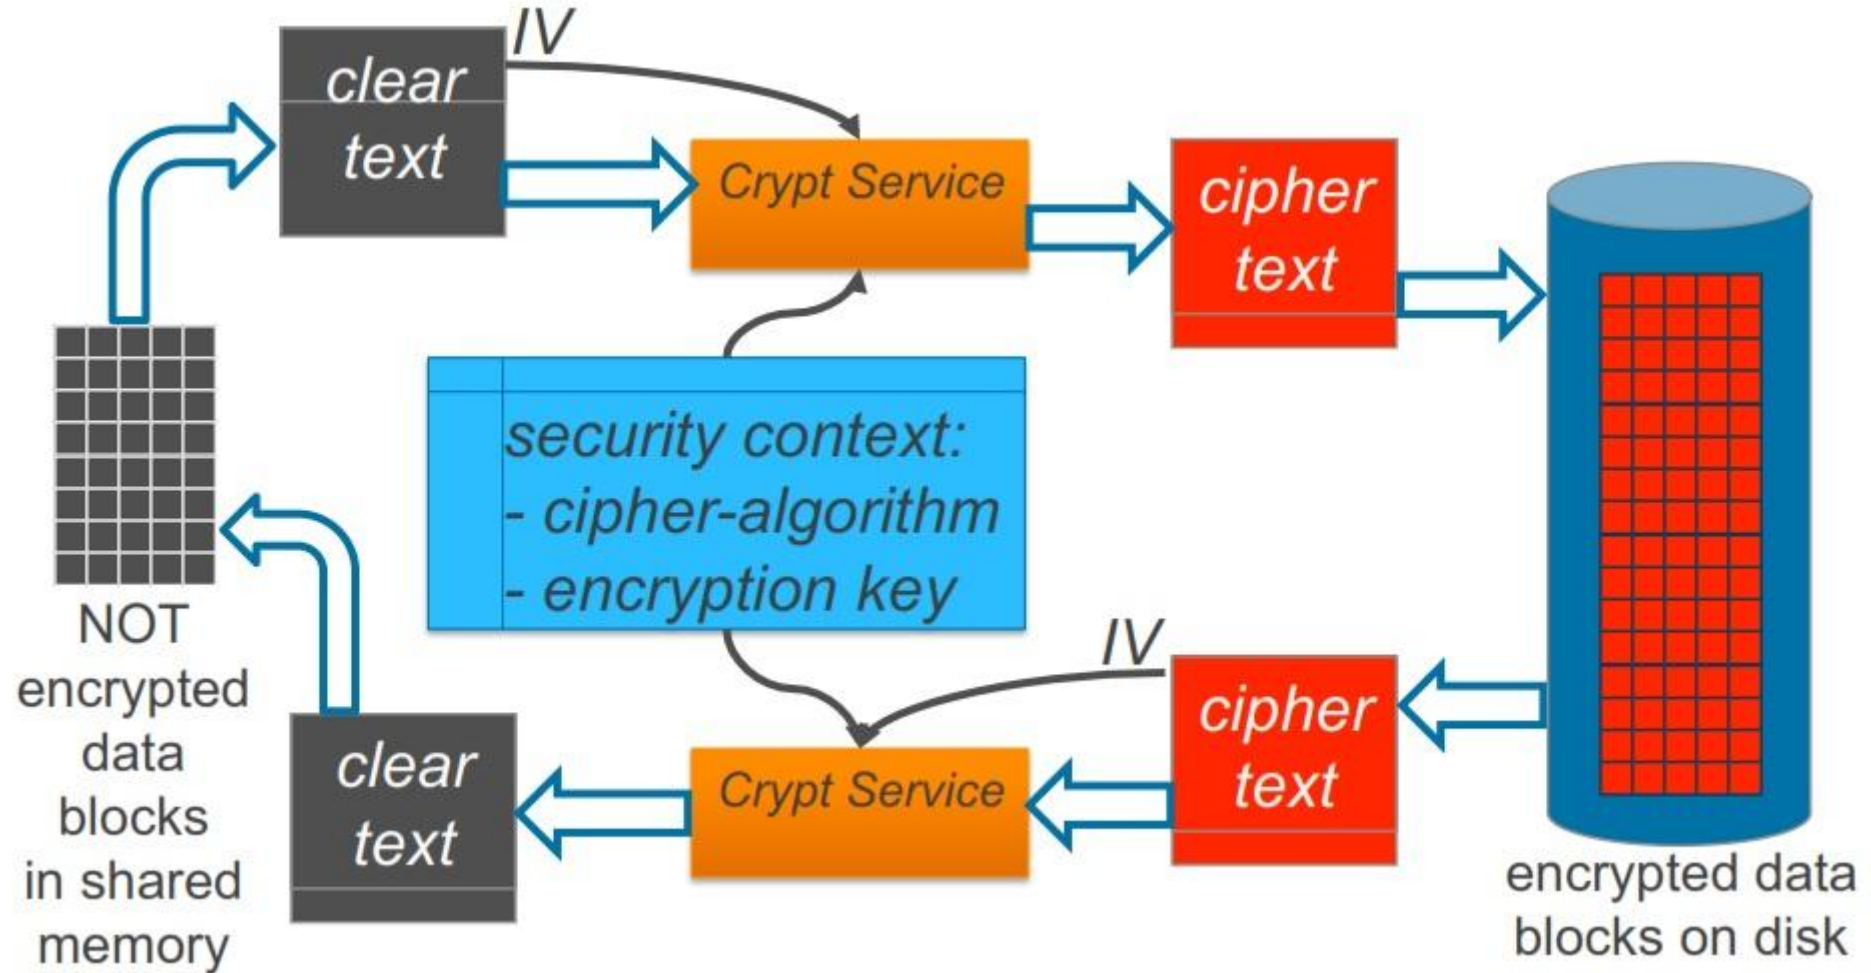 IV
clear
text
Crypt Service
cipher
text
security context:
- cipher-algorithm
- encryption key
NOT
encrypted
data
blocks
in shared
memory
IV
clear
text
Crypt Service
cipher
text
encrypted data
blocks on disk